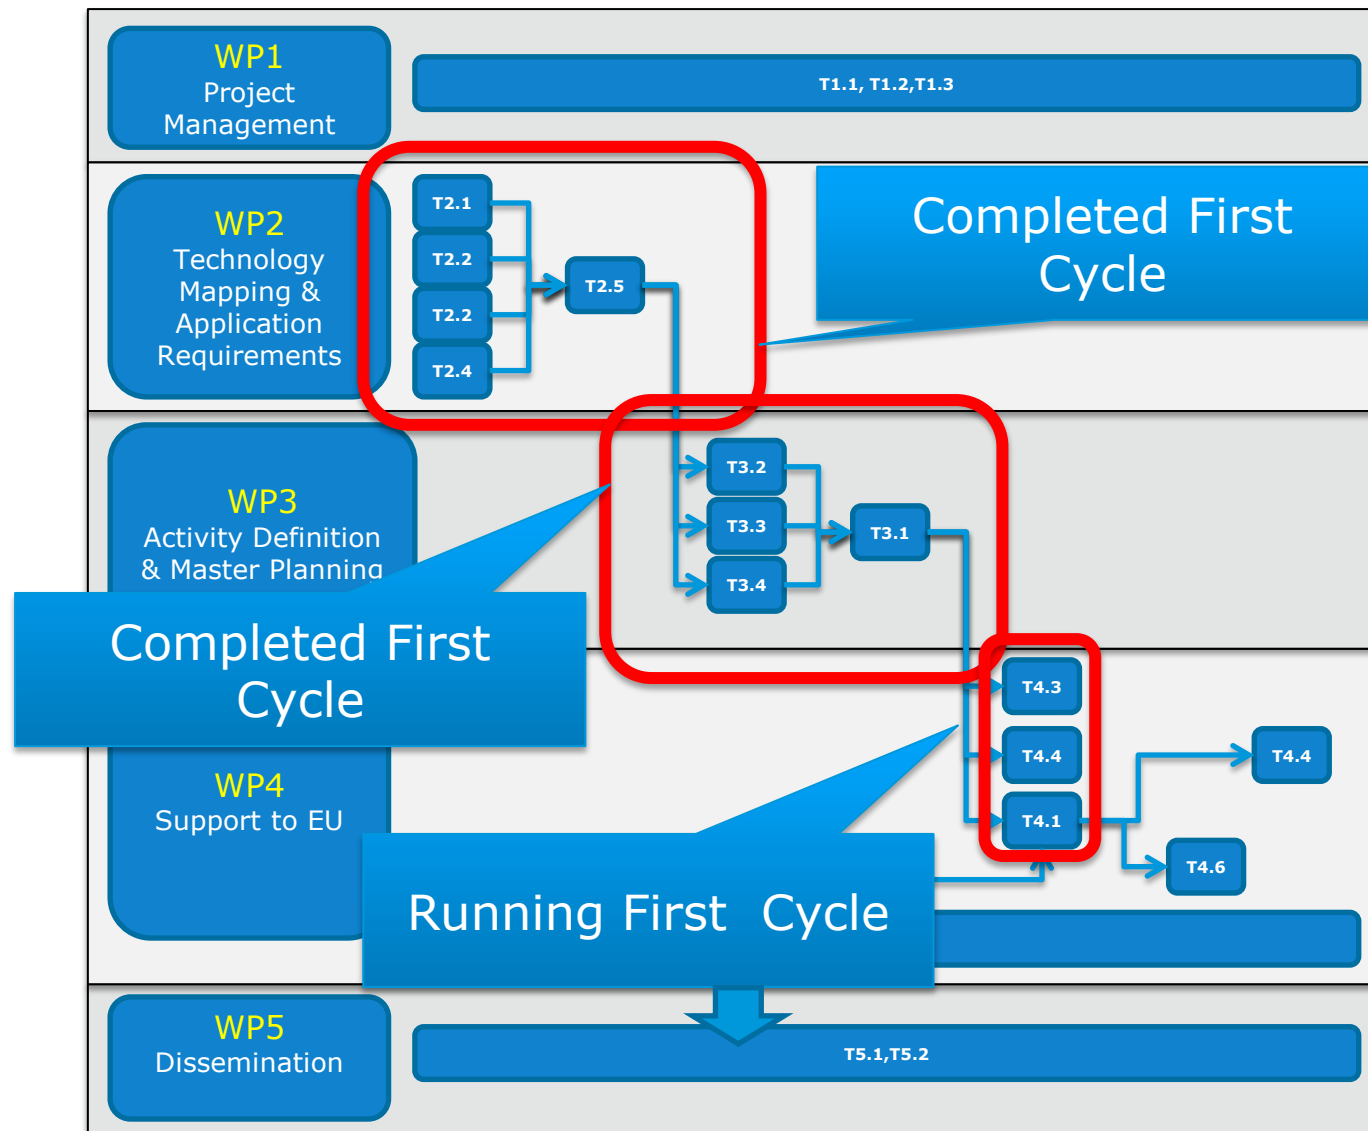 WP1
Project
Management
T1.1, T1.2,T1.3
WP2
Technology
Mapping &
Application
Requirements
T2.1
T2.2
T2.2
T2.4
T2.5
Completed First
Cycle
WP3
Activity Definition
& Master Planning
T3.2
T3.3
T3.4
T3.1
Completed First
Cycle
WP4
Support to EU
T4.3
T4.4
T4.1
T4.4
T4.6
Running First  Cycle
WP5
Dissemination
T5.1,T5.2